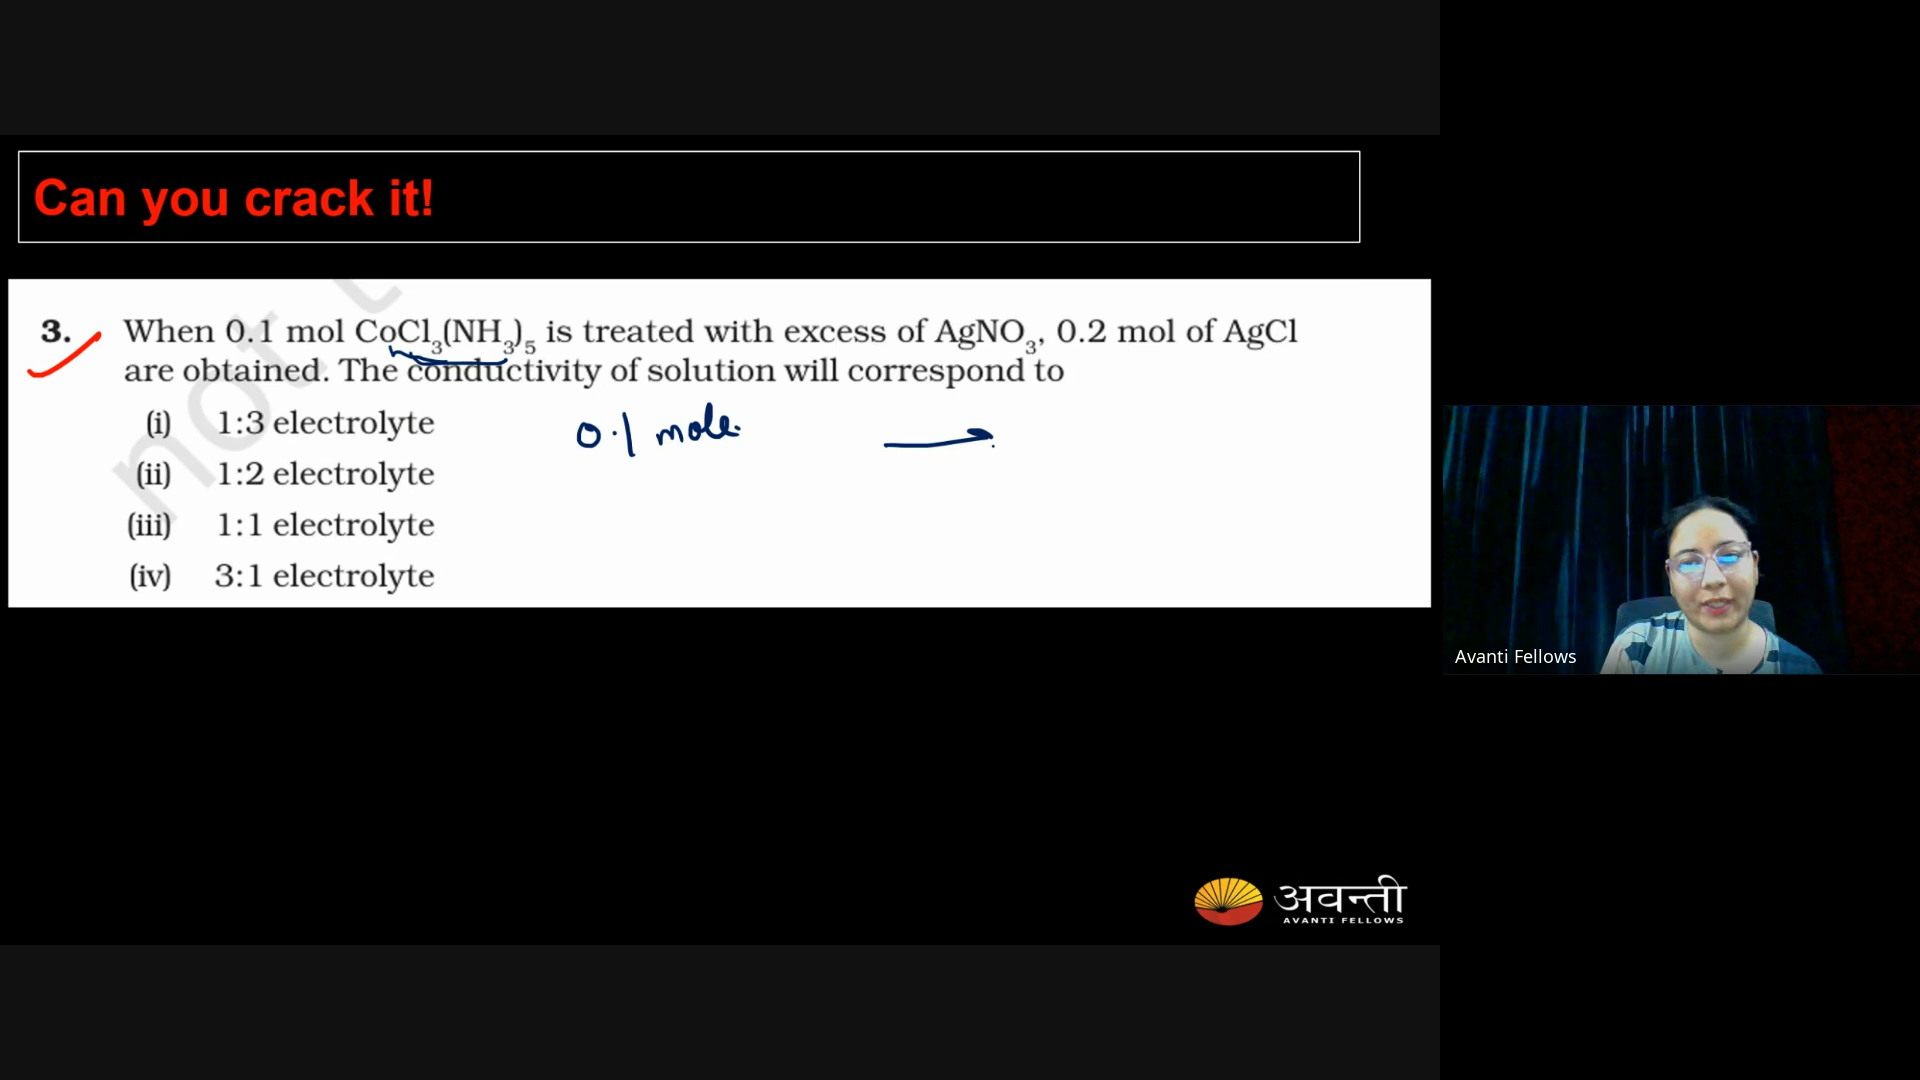 Can you crack it!
3. When 0.1 mol CoCl₃(NH₃)₅ is treated with excess of AgNO₃, 0.2 mol of AgCl
are obtained. The conductivity of solution will correspond to
(i) 1:3 electrolyte
0.1 mole
(ii) 1:2 electrolyte
(iii) 1:1 electrolyte
(iv) 3:1 electrolyte
not t
Avanti Fellows
अवन्ती
AVANTI FELLOWS